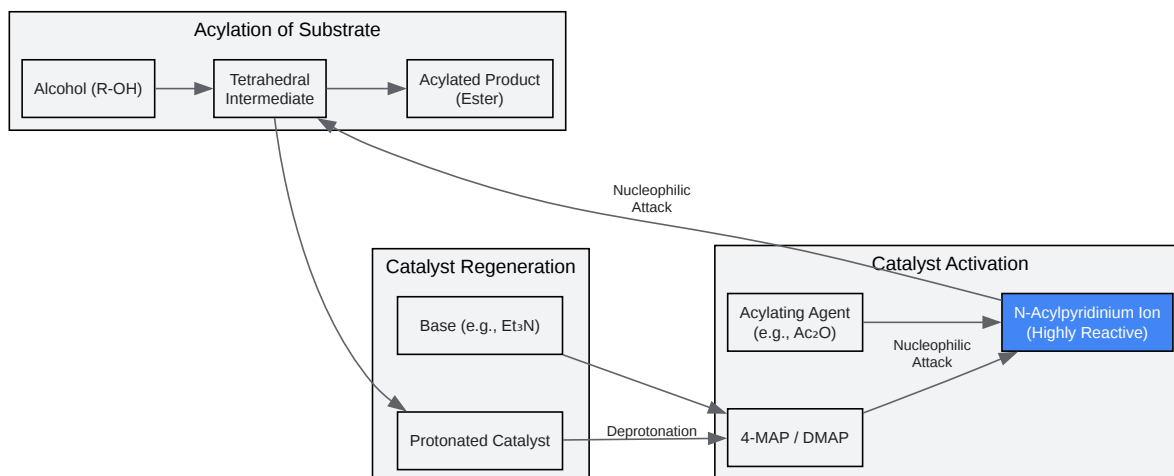 Acylation of Substrate
Alcohol (R-OH)
Tetrahedral
Intermediate
Acylated Product
(Ester)
Nucleophilic
Attack
Catalyst Regeneration
Base (e.g., Et₃N)
Protonated Catalyst
Deprotonation
Catalyst Activation
Acylating Agent
(e.g., Ac₂O)
N-Acylpyridinium Ion
(Highly Reactive)
Nucleophilic
Attack
4-MAP / DMAP